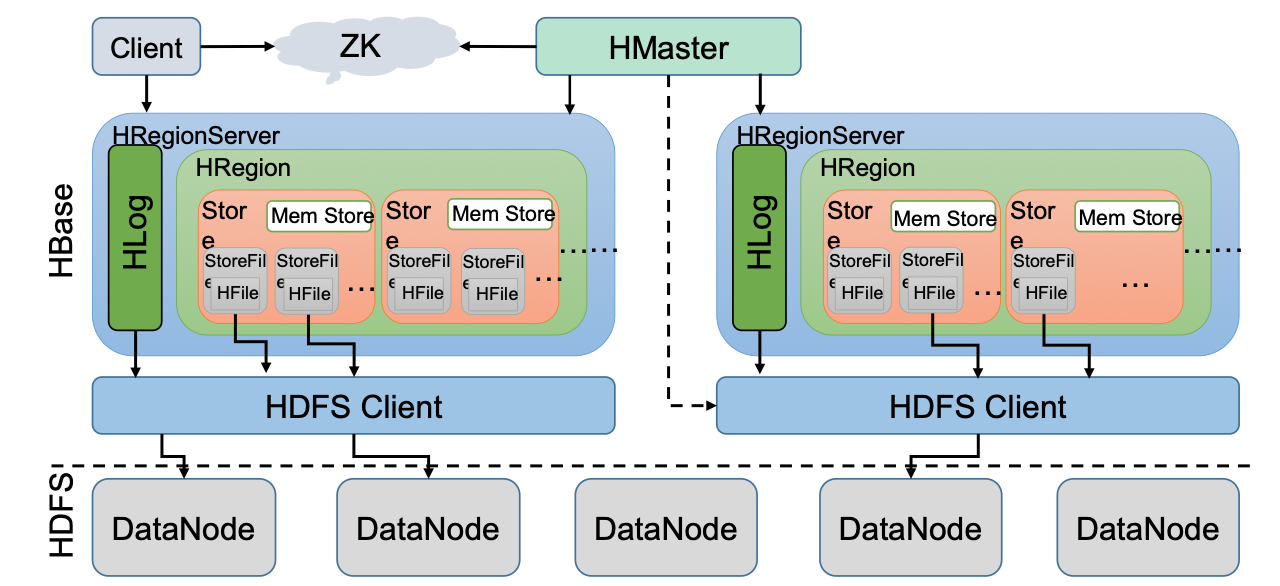 Client
ZK
HMaster
HBase
HRegionServer
HLog
HRegion
Stor
e
Mem Store
StoreFil
e
HFile
StoreFil
e
HFile
...
Stor
e
Mem Store
StoreFil
e
HFile
StoreFil
e
HFile
...
......
HRegionServer
HLog
HRegion
Stor
e
Mem Store
StoreFil
e
HFile
StoreFil
e
HFile
...
Stor
e
Mem Store
StoreFil
e
HFile
...
......
HDFS Client
HDFS Client
HDFS
DataNode
DataNode
DataNode
DataNode
DataNode